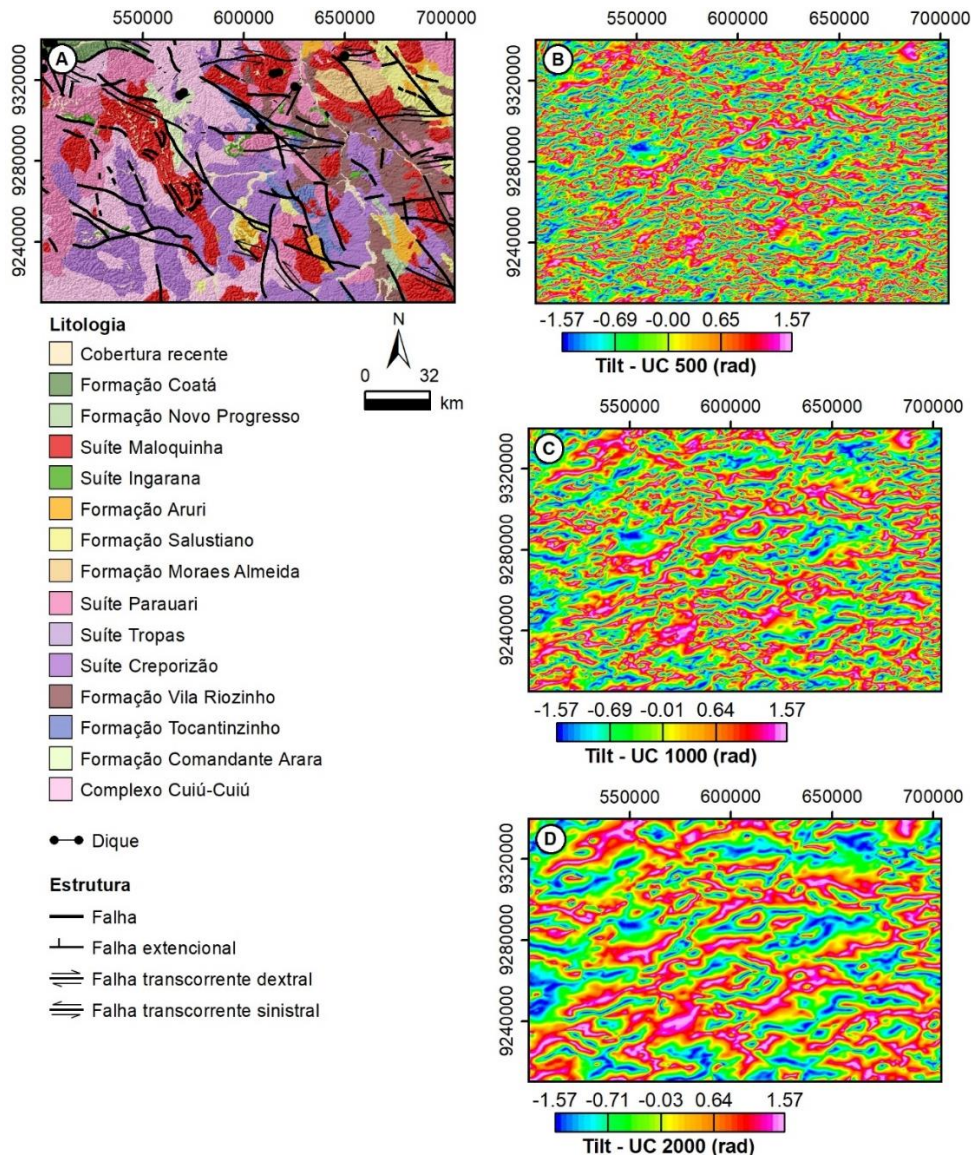 550000 600000 650000 700000
A
9320000
9280000
9240000
Litologia
Cobertura recente
Formação Coatá
Formação Novo Progresso
Suíte Maloquinha
Suíte Ingarana
Formação Aruri
Formação Salustiano
Formação Moraes Almeida
Suíte Parauari
Suíte Tropas
Suíte Creporizão
Formação Vila Riozinho
Formação Tocantinzinho
Formação Comandante Arara
Complexo Cuiú-Cuiú
Dique
Estrutura
Falha
Falha extencional
Falha transcorrente dextral
Falha transcorrente sinistral
N
0 32
km
550000 600000 650000 700000
B
9320000
9280000
9240000
-1.57 -0.69 -0.00 0.65 1.57
Tilt - UC 500 (rad)
550000 600000 650000 700000
C
9320000
9280000
9240000
-1.57 -0.69 -0.01 0.64 1.57
Tilt - UC 1000 (rad)
550000 600000 650000 700000
D
9320000
9280000
9240000
-1.57 -0.71 -0.03 0.64 1.57
Tilt - UC 2000 (rad)